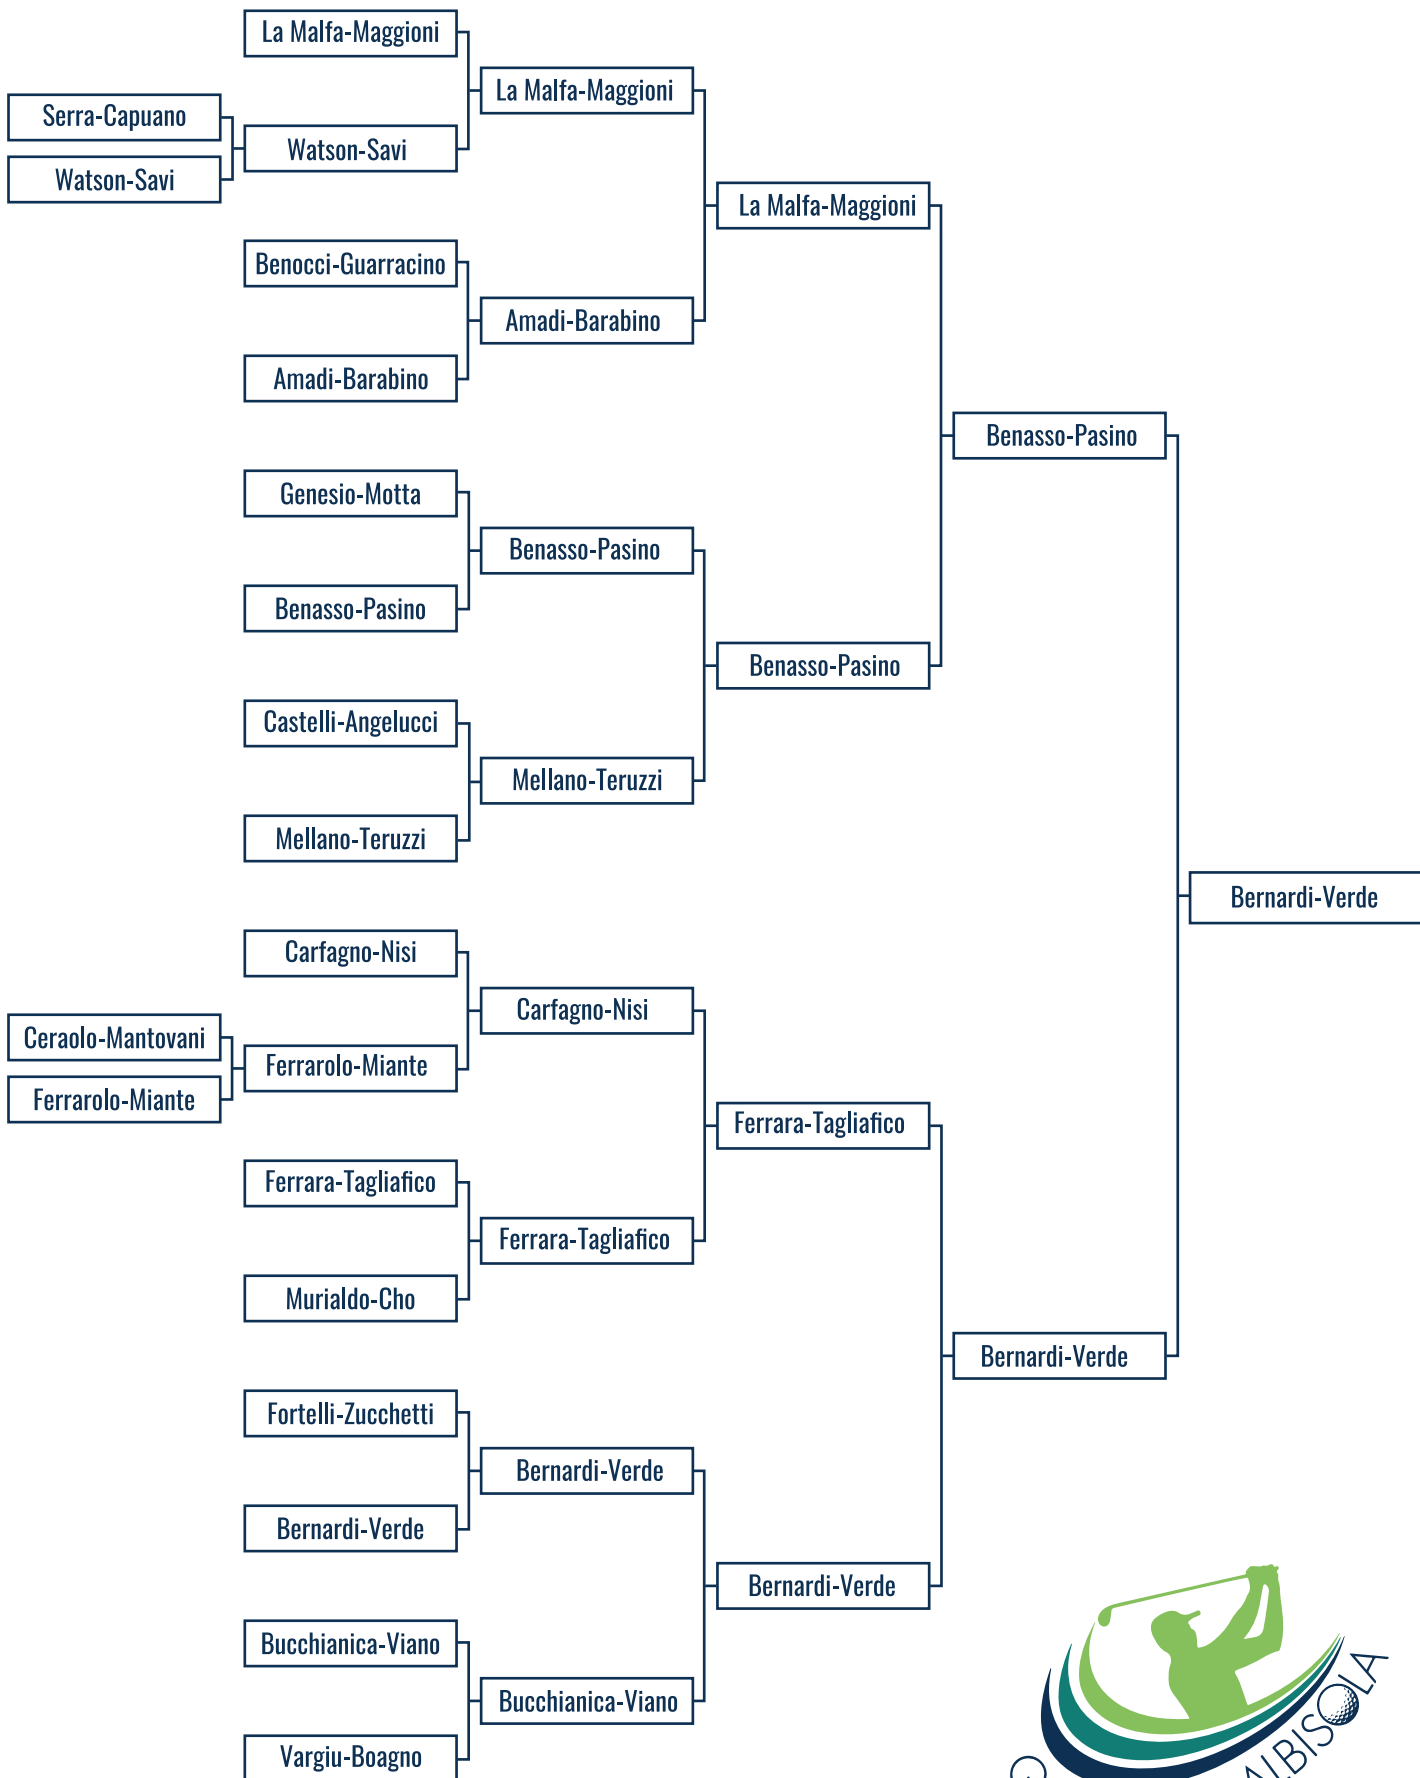 La Malfa-Maggioni
La Malfa-Maggioni
Serra-Capuano
Watson-Savi
Watson-Savi
La Malfa-Maggioni
Benocci-Guarracino
Amadi-Barabino
Amadi-Barabino
Benasso-Pasino
Genesio-Motta
Benasso-Pasino
Benasso-Pasino
Benasso-Pasino
Castelli-Angelucci
Mellano-Teruzzi
Mellano-Teruzzi
Bernardi-Verde
Carfagno-Nisi
Carfagno-Nisi
Ceraolo-Mantovani
Ferrarolo-Miante
Ferrarolo-Miante
Ferrara-Tagliafico
Ferrara-Tagliafico
Ferrara-Tagliafico
Murialdo-Cho
Bernardi-Verde
Fortelli-Zucchetti
Bernardi-Verde
Bernardi-Verde
Bernardi-Verde
Bucchianica-Viano
Bucchianica-Viano
Vargiu-Boagno
ALBISOLA